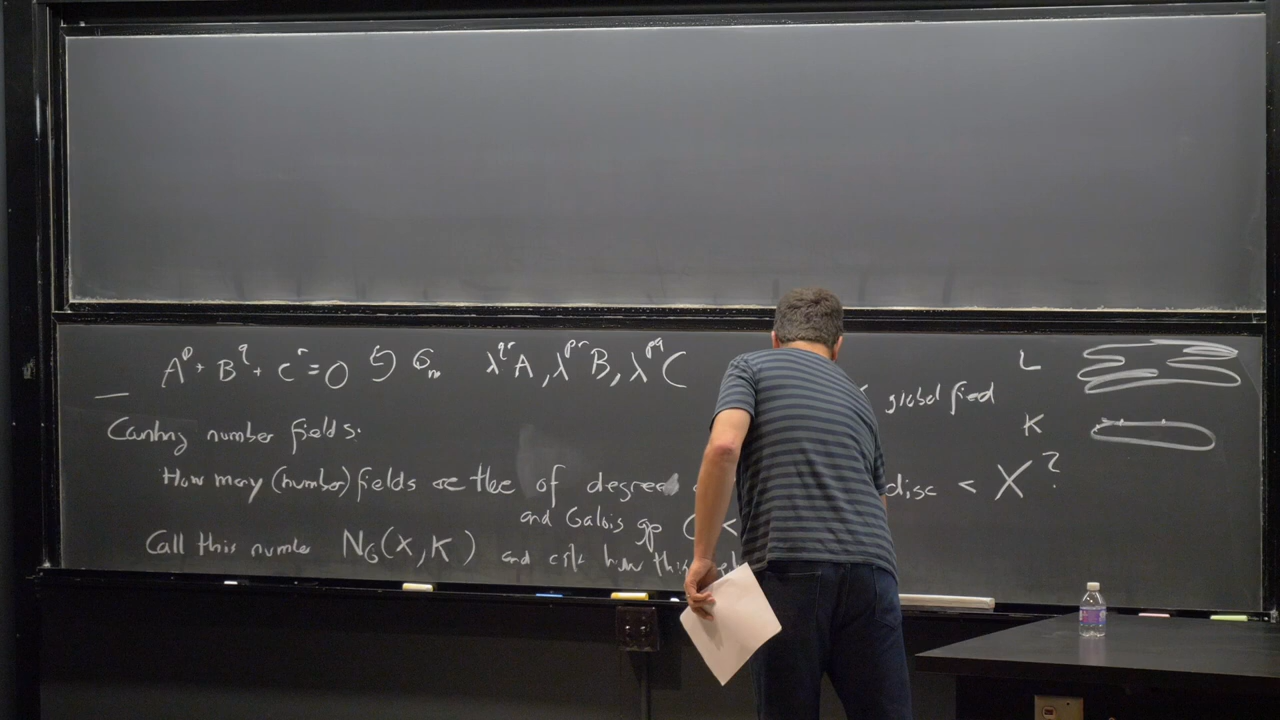 A^p + B^q + C^r = 0 ↺ G_m λ^{qr}A, λ^{pr}B, λ^{pq}C
global field
L
K
Counting number fields:
How many (number) fields are there of degree disc < X?
and Galois gp G <
Call this number N_G(X, K) and ask how this